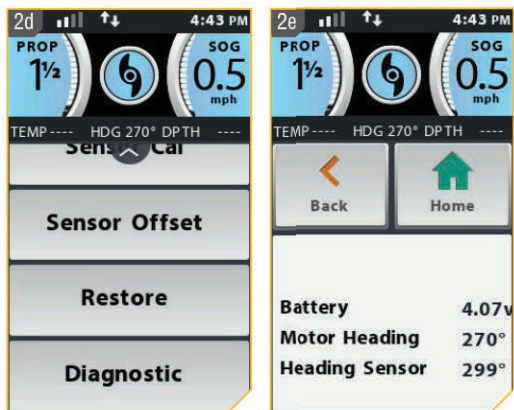 2d 4:43 PM
PROP SOG
1½ 0.5
mph
TEMP ---- HDG 270° DPTH ----
Sensor Cal
Sensor Offset
Restore
Diagnostic
2e 4:43 PM
PROP SOG
1½ 0.5
mph
TEMP ---- HDG 270° DPTH ----
Back Home
Battery 4.07v
Motor Heading 270°
Heading Sensor 299°